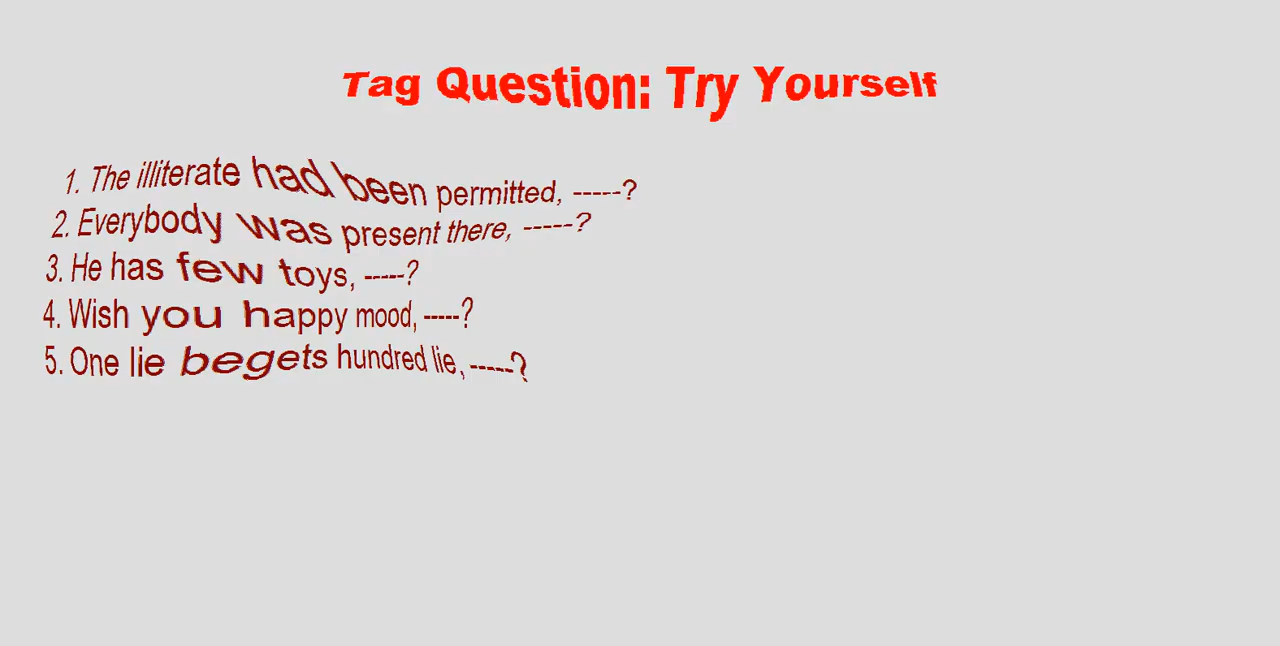 Tag Question: Try Yourself
1. The illiterate had been permitted, -----?
2. Everybody was present there, -----?
3. He has few toys, -----?
4. Wish you happy mood, -----?
5. One lie begets hundred lie, -----?